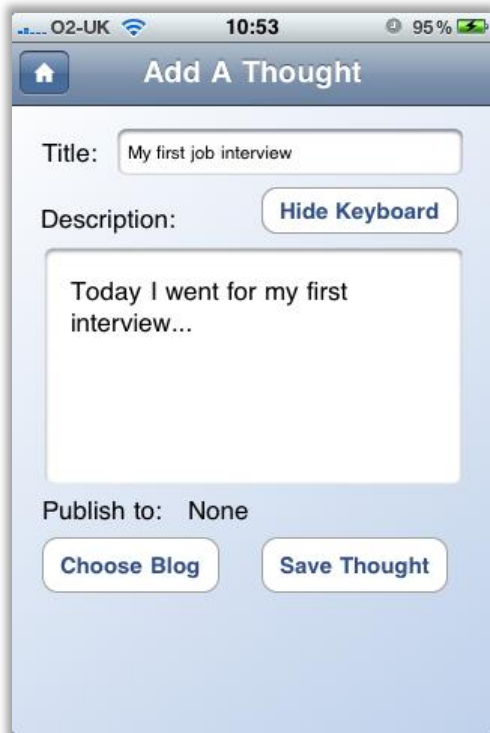 O2-UK 10:53 95%
Add A Thought
Title: My first job interview
Description: Hide Keyboard
Today I went for my first
interview...
Publish to: None
Choose Blog Save Thought